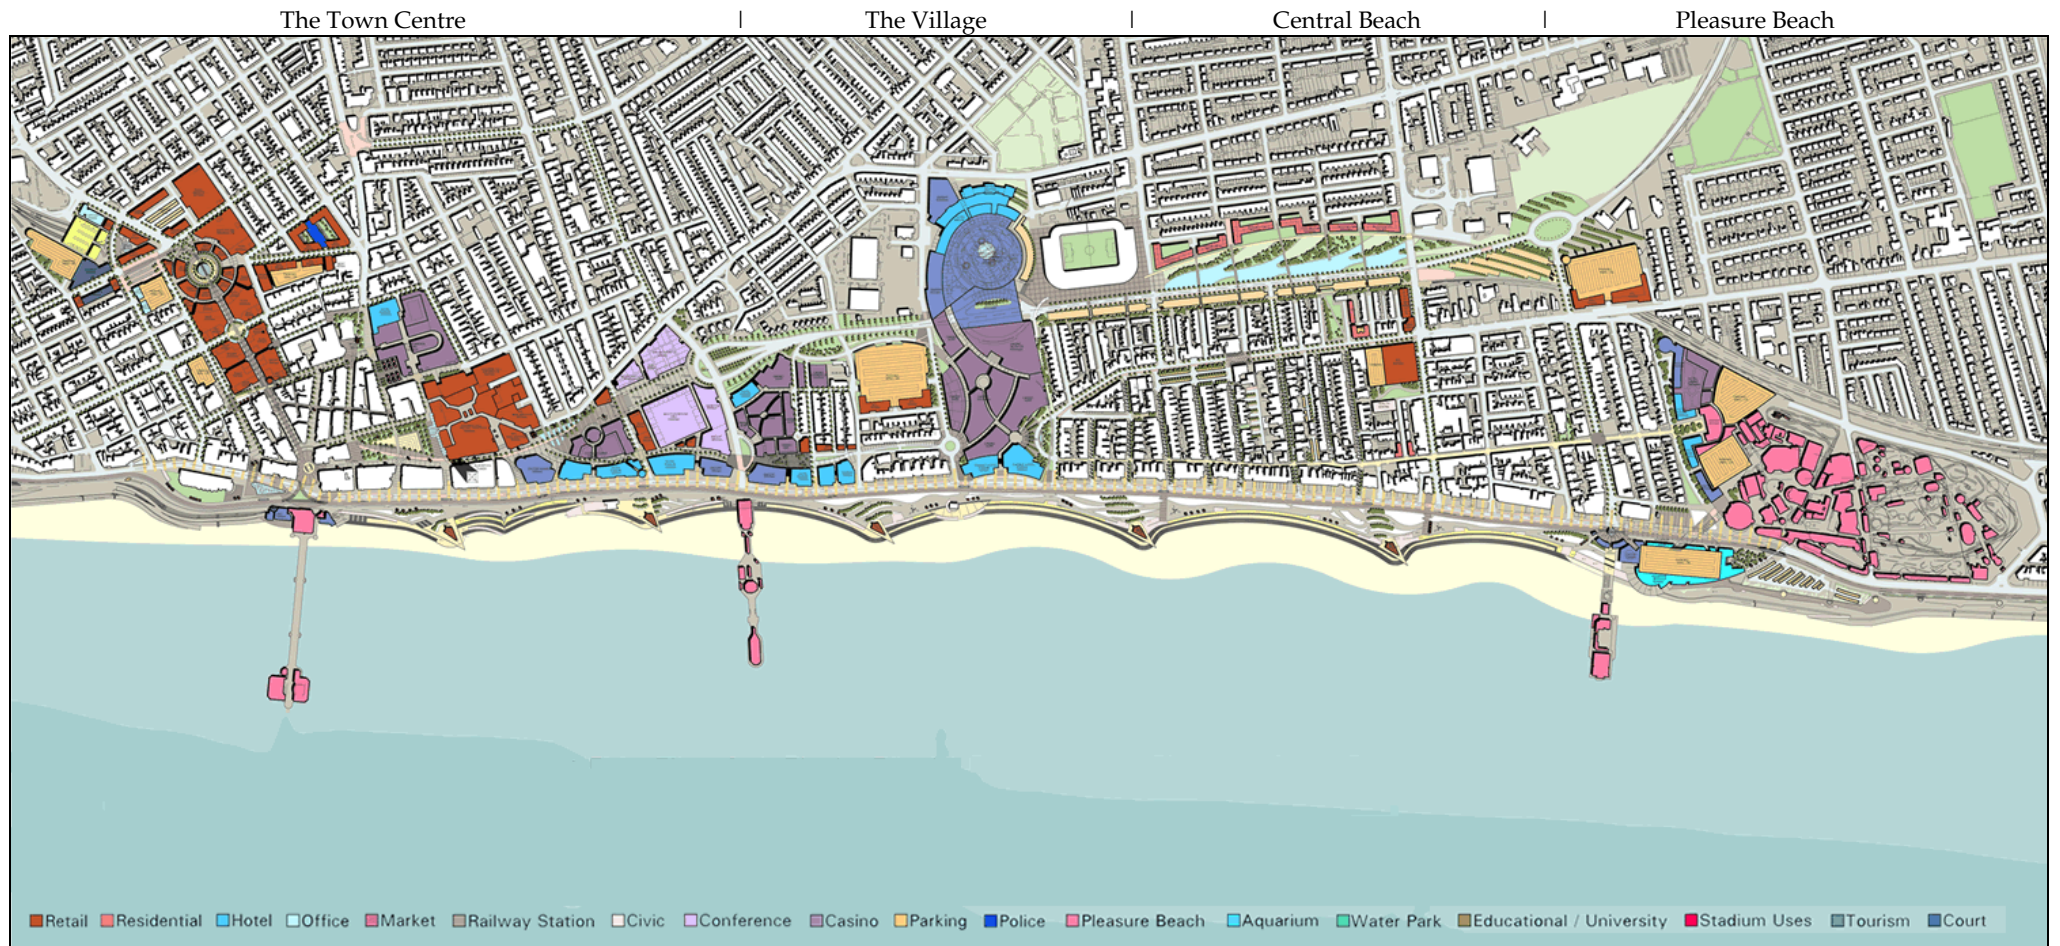 The Town Centre | The Village | Central Beach | Pleasure Beach
Retail Residential Hotel Office Market Railway Station Civic Conference Casino Parking Police Pleasure Beach Aquarium Water Park Educational / University Stadium Uses Tourism Court